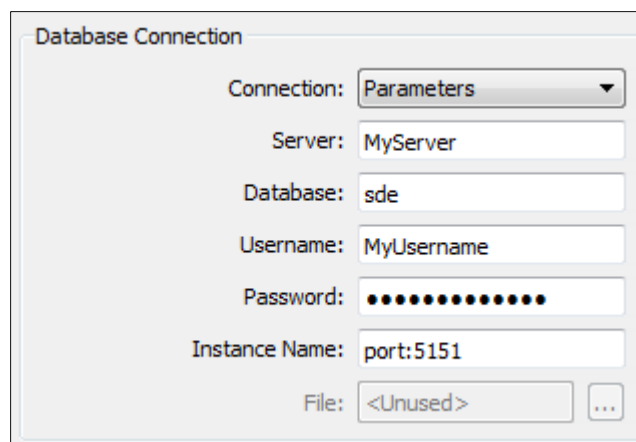 Database Connection
Connection: Parameters
Server: MyServer
Database: sde
Username: MyUsername
Password: ●●●●●●●●●●●●●
Instance Name: port:5151
File: <Unused> ...